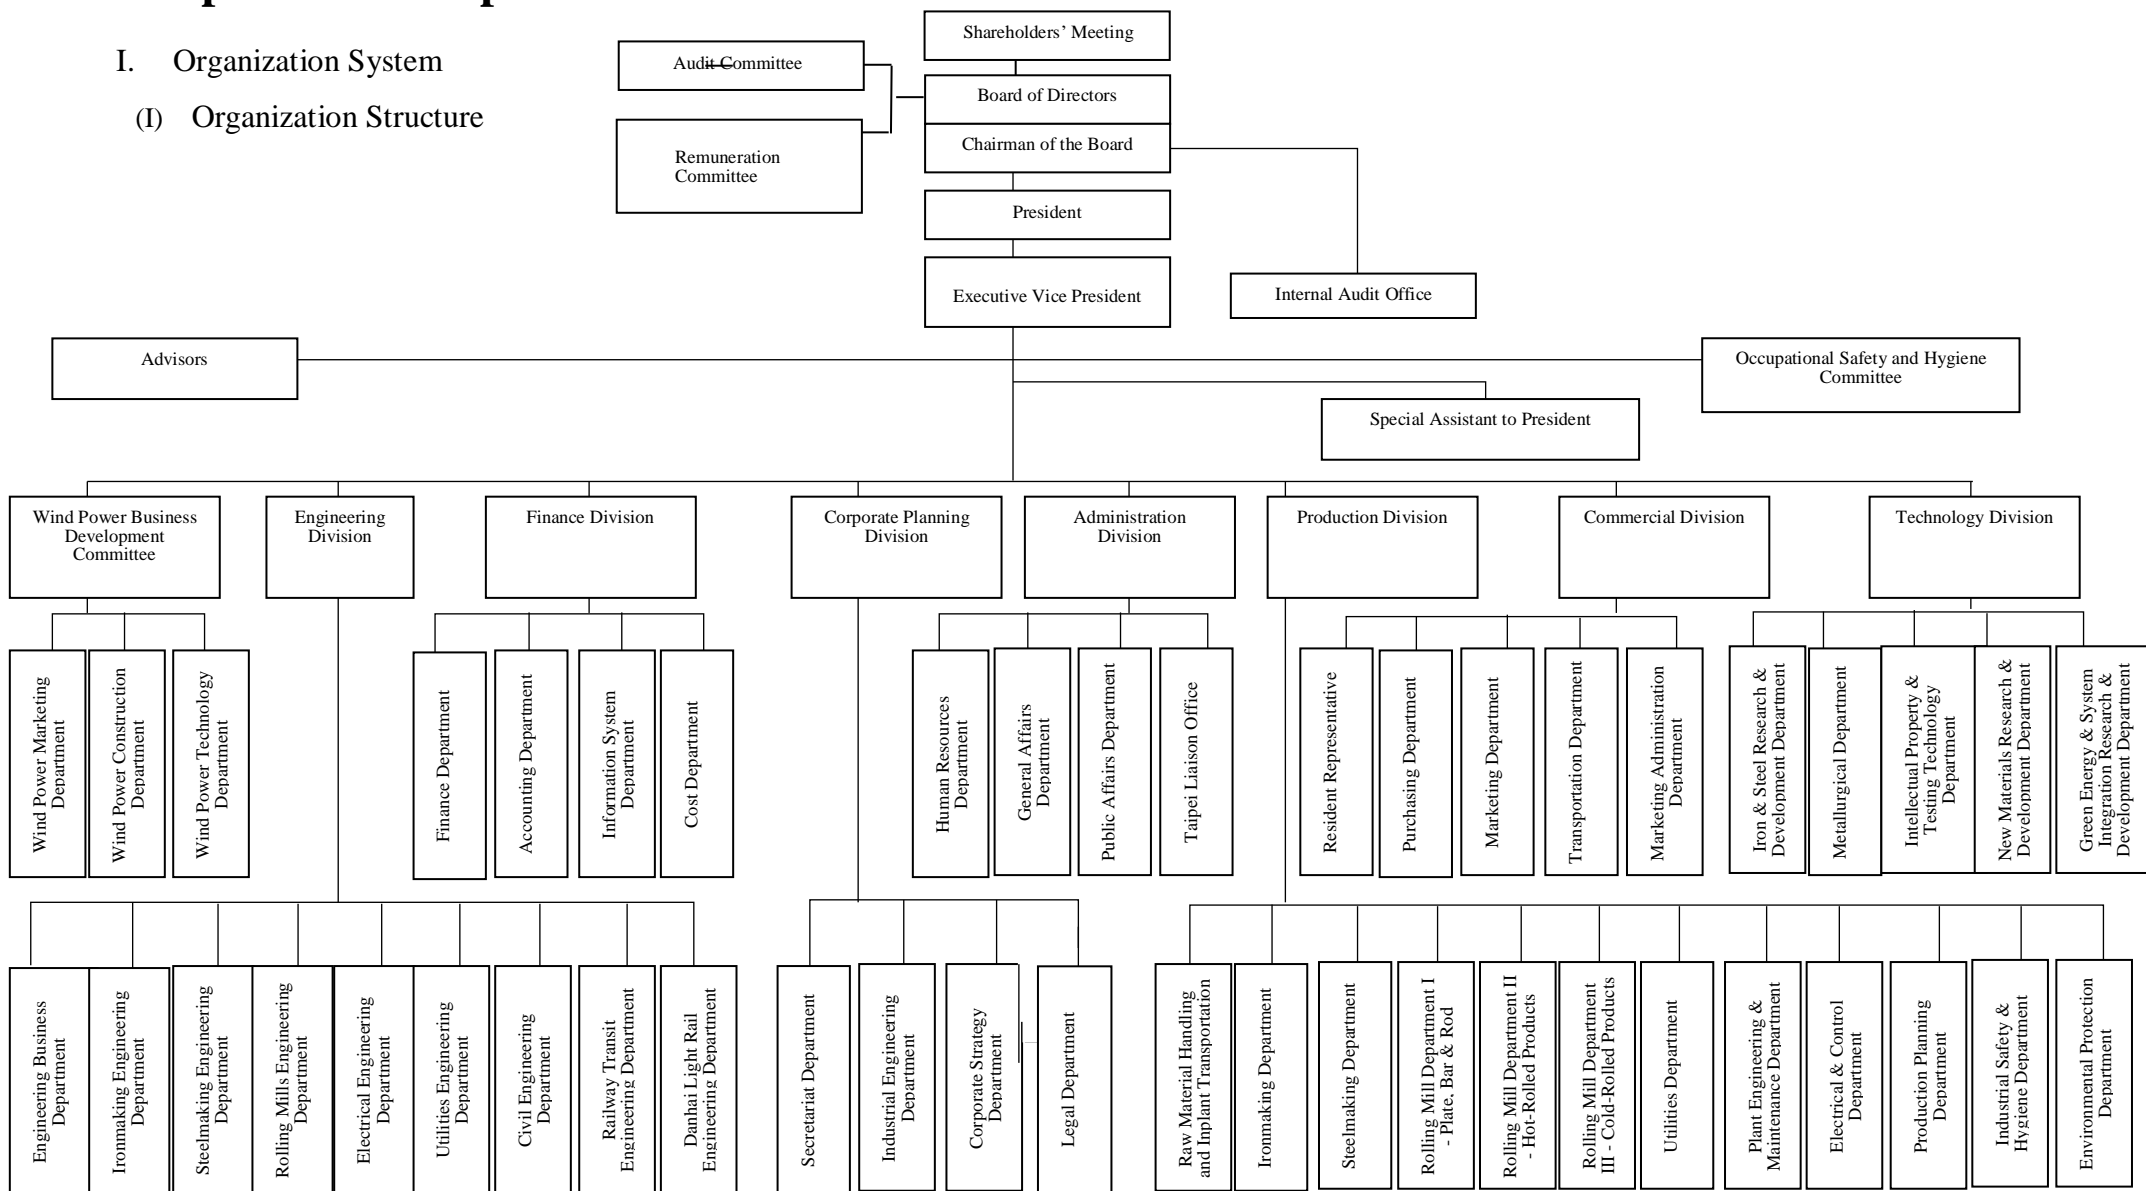 Shareholders’ Meeting
I. Organization System
Audit Committee
Board of Directors
(I) Organization Structure
Chairman of the Board
Remuneration
Committee
President
Executive Vice President
Internal Audit Office
Advisors
Occupational Safety and Hygiene
Committee
Special Assistant to President
Wind Power Business
Development
Committee
Engineering
Division
Finance Division
Corporate Planning
Division
Administration
Division
Production Division
Commercial Division
Technology Division
Wind Power Marketing
Department
Wind Power Construction
Department
Wind Power Technology
Department
Finance Department
Accounting Department
Information System
Department
Cost Department
Human Resources
Department
General Affairs
Department
Public Affairs Department
Taipei Liaison Office
Resident Representative
Purchasing Department
Marketing Department
Transportation Department
Marketing Administration
Department
Iron & Steel Research &
Development Department
Metallurgical Department
Intellectual Property &
Testing Technology
Department
New Materials Research &
Development Department
Green Energy & System
Integration Research &
Development Department
Engineering Business
Department
Ironmaking Engineering
Department
Steelmaking Engineering
Department
Rolling Mills Engineering
Department
Electrical Engineering
Department
Utilities Engineering
Department
Civil Engineering
Department
Railway Transit
Engineering Department
Danhai Light Rail
Engineering Department
Secretariat Department
Industrial Engineering
Department
Corporate Strategy
Department
Legal Department
Raw Material Handling
and Inplant Transportation
Ironmaking Department
Steelmaking Department
Rolling Mill Department I
- Plate, Bar & Rod
Rolling Mill Department II
- Hot-Rolled Products
Rolling Mill Department
III - Cold-Rolled Products
Utilities Department
Plant Engineering &
Maintenance Department
Electrical & Control
Department
Production Planning
Department
Industrial Safety &
Hygiene Department
Environmental Protection
Department